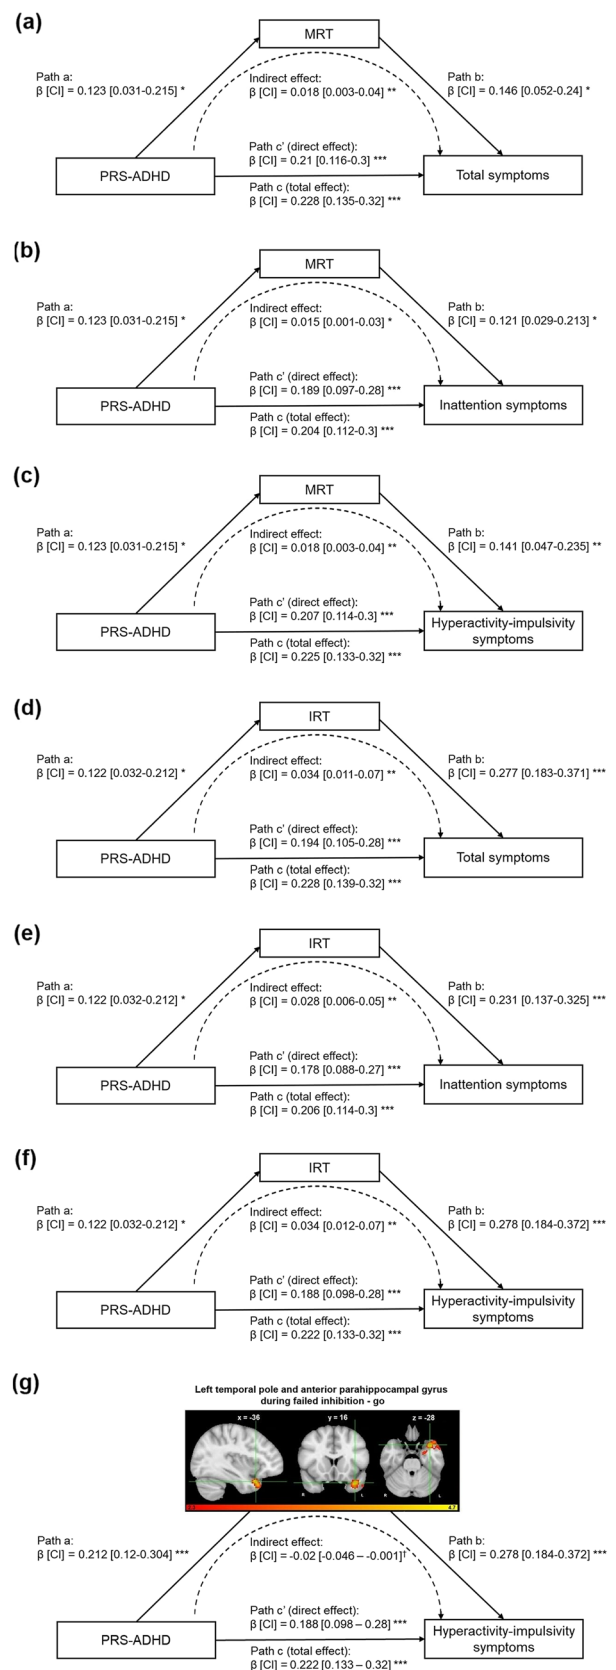 (a)
MRT
Path a:
β [CI] = 0.123 [0.031-0.215] *
Indirect effect:
β [CI] = 0.018 [0.003-0.04] **
Path b:
β [CI] = 0.146 [0.052-0.24] *
Path c' (direct effect):
β [CI] = 0.21 [0.116-0.3] ***
PRS-ADHD
Total symptoms
Path c (total effect):
β [CI] = 0.228 [0.135-0.32] ***
(b)
MRT
Path a:
β [CI] = 0.123 [0.031-0.215] *
Indirect effect:
β [CI] = 0.015 [0.001-0.03] *
Path b:
β [CI] = 0.121 [0.029-0.213] *
Path c' (direct effect):
β [CI] = 0.189 [0.097-0.28] ***
PRS-ADHD
Inattention symptoms
Path c (total effect):
β [CI] = 0.204 [0.112-0.3] ***
(c)
MRT
Path a:
β [CI] = 0.123 [0.031-0.215] *
Indirect effect:
β [CI] = 0.018 [0.003-0.04] **
Path b:
β [CI] = 0.141 [0.047-0.235] **
Path c' (direct effect):
β [CI] = 0.207 [0.114-0.3] ***
PRS-ADHD
Hyperactivity-impulsivity
symptoms
Path c (total effect):
β [CI] = 0.225 [0.133-0.32] ***
(d)
IRT
Path a:
β [CI] = 0.122 [0.032-0.212] *
Indirect effect:
β [CI] = 0.034 [0.011-0.07] **
Path b:
β [CI] = 0.277 [0.183-0.371] ***
Path c' (direct effect):
β [CI] = 0.194 [0.105-0.28] ***
PRS-ADHD
Total symptoms
Path c (total effect):
β [CI] = 0.228 [0.139-0.32] ***
(e)
IRT
Path a:
β [CI] = 0.122 [0.032-0.212] *
Indirect effect:
β [CI] = 0.028 [0.006-0.05] **
Path b:
β [CI] = 0.231 [0.137-0.325] ***
Path c' (direct effect):
β [CI] = 0.178 [0.088-0.27] ***
PRS-ADHD
Inattention symptoms
Path c (total effect):
β [CI] = 0.206 [0.114-0.3] ***
(f)
IRT
Path a:
β [CI] = 0.122 [0.032-0.212] *
Indirect effect:
β [CI] = 0.034 [0.012-0.07] **
Path b:
β [CI] = 0.278 [0.184-0.372] ***
Path c' (direct effect):
β [CI] = 0.188 [0.098-0.28] ***
PRS-ADHD
Hyperactivity-impulsivity
symptoms
Path c (total effect):
β [CI] = 0.222 [0.133-0.32] ***
(g)
Left temporal pole and anterior parahippocampal gyrus
during failed inhibition - go
x = -36
y = 16
z = -28
R L R L
4.7
Path a:
β [CI] = 0.212 [0.12-0.304] ***
Indirect effect:
β [CI] = -0.02 [-0.046 – -0.001]†
Path b:
β [CI] = 0.278 [0.184-0.372] ***
Path c' (direct effect):
β [CI] = 0.188 [0.098 – 0.28] ***
PRS-ADHD
Hyperactivity-impulsivity
symptoms
Path c (total effect):
β [CI] = 0.222 [0.133 – 0.32] ***